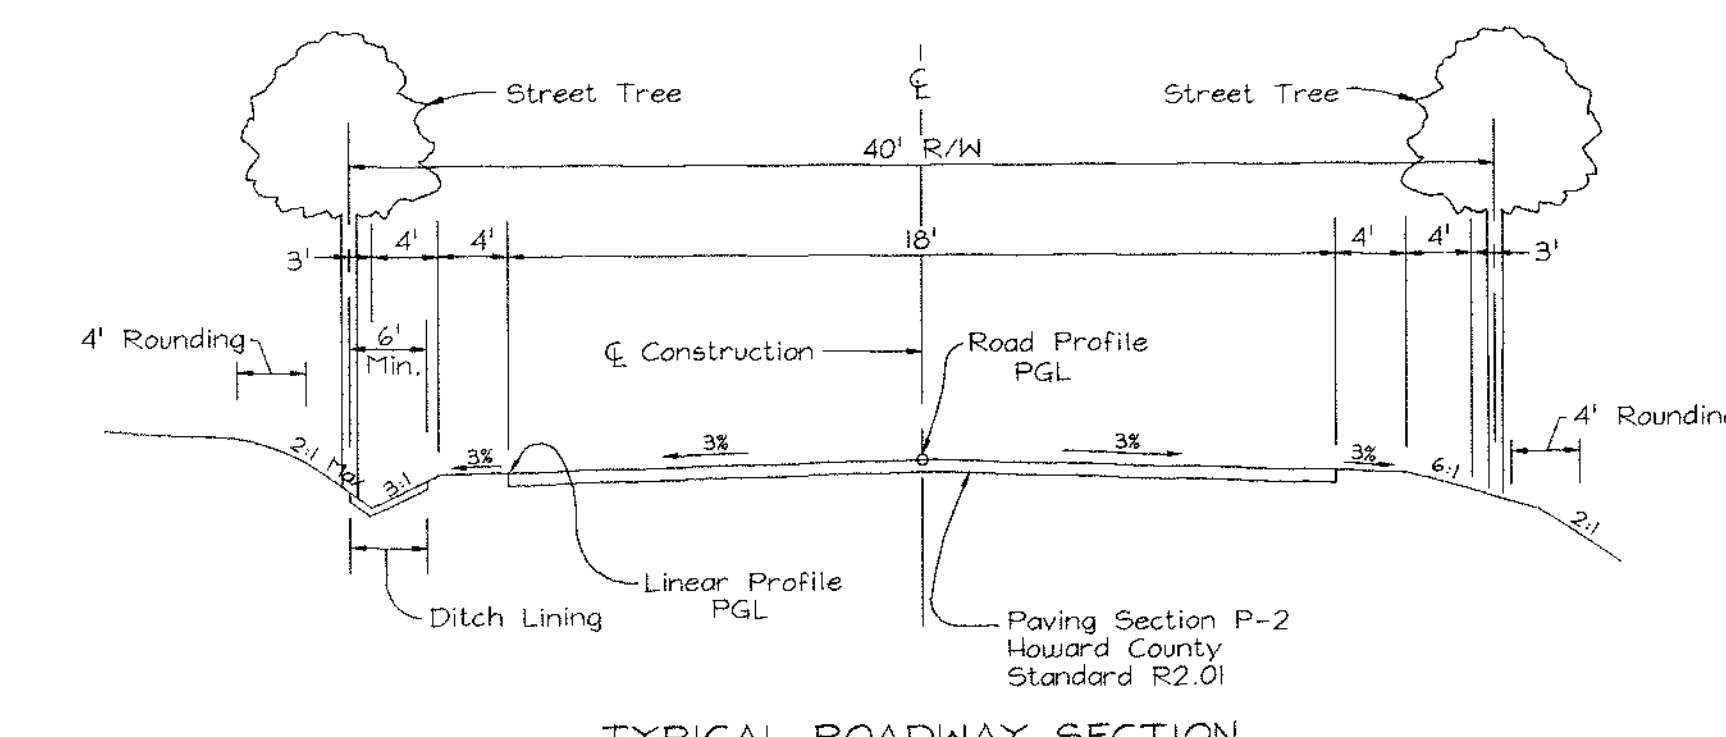 ℄
Street Tree
Street Tree
40' R/W
3'
4'
4'
18'
4'
4'
3'
4' Rounding
6'
Min.
℄ Construction
Road Profile
PGL
4' Rounding
2:1 Max
3:1
3%
3%
3%
3%
6:1
2:1
Linear Profile
PGL
Ditch Lining
Paving Section P-2
Howard County
Standard R2.01
TYPICAL ROADWAY SECTION